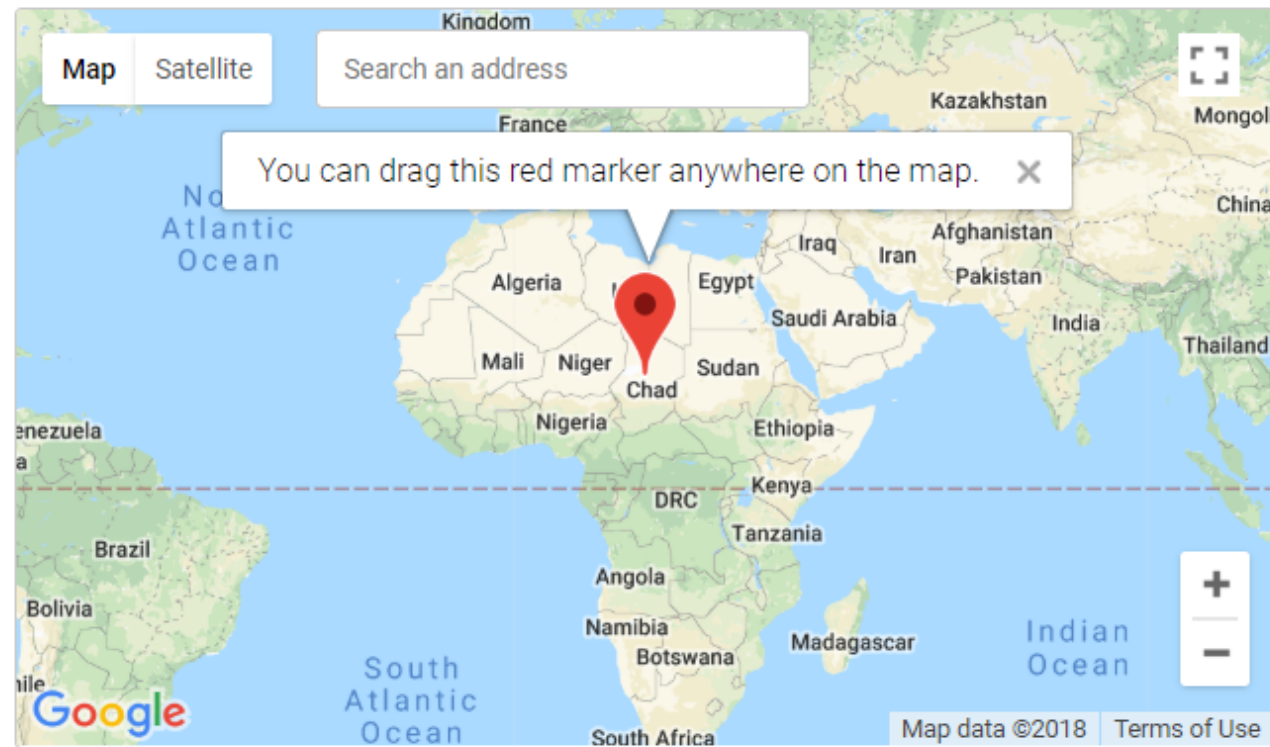 Kingdom
Map
Satellite
Search an address
Kazakhstan
Mongol
France
You can drag this red marker anywhere on the map.
No
Atlantic
Ocean
China
Afghanistan
Iraq
Iran
Algeria
Egypt
Pakistan
Saudi Arabia
India
Thailand
Mali
Niger
Sudan
Chad
Nigeria
Ethiopia
enezuela
a
DRC
Kenya
Tanzania
Brazil
Angola
Bolivia
Namibia
Madagascar
Botswana
Indian
Ocean
South
Atlantic
Ocean
hile
Google
South Africa
Map data ©2018
Terms of Use